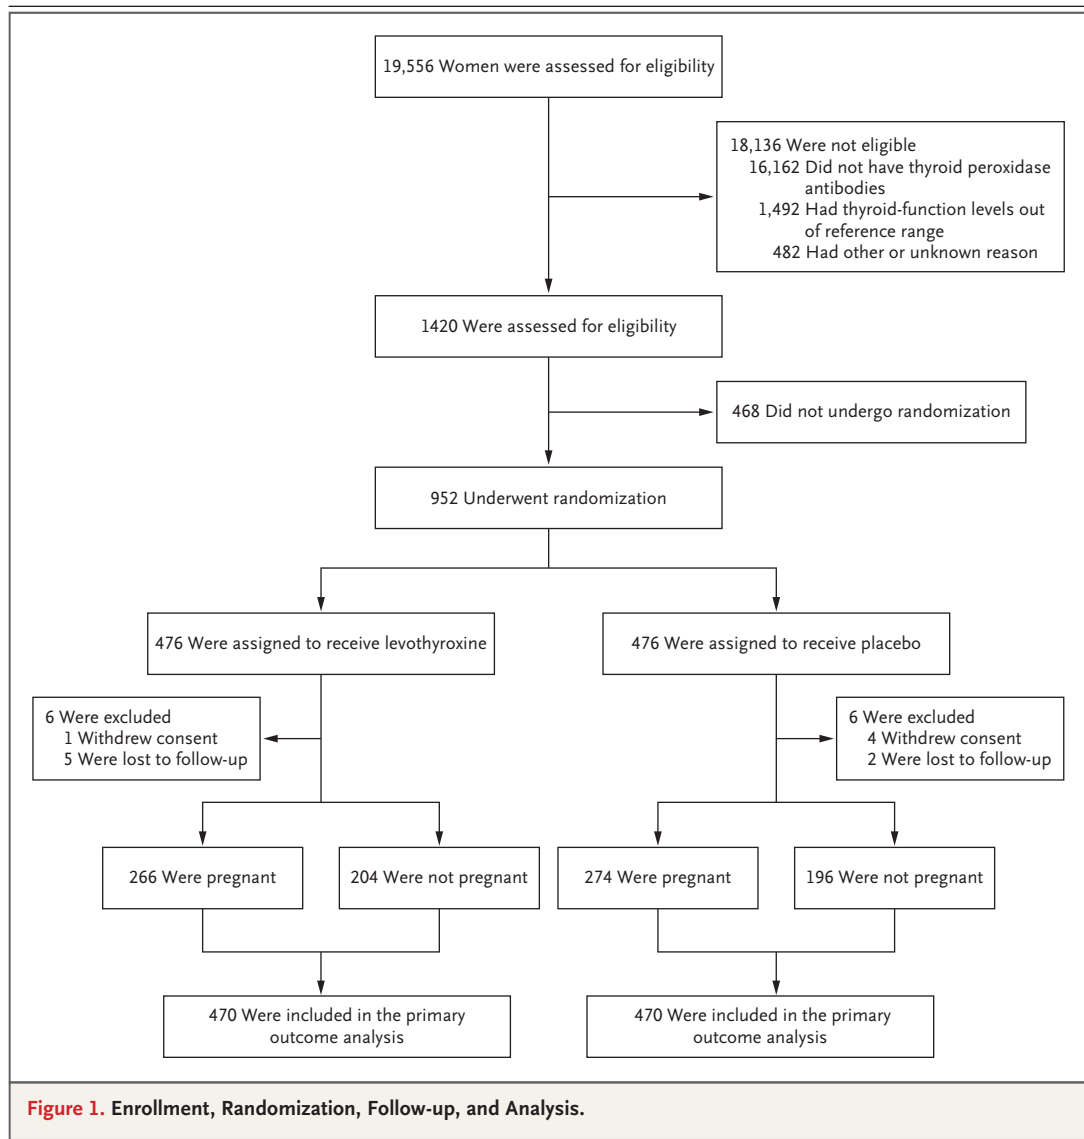 19,556 Women were assessed for eligibility
18,136 Were not eligible
16,162 Did not have thyroid peroxidase
antibodies
1,492 Had thyroid-function levels out
of reference range
482 Had other or unknown reason
1420 Were assessed for eligibility
468 Did not undergo randomization
952 Underwent randomization
476 Were assigned to receive levothyroxine
476 Were assigned to receive placebo
6 Were excluded
1 Withdrew consent
5 Were lost to follow-up
6 Were excluded
4 Withdrew consent
2 Were lost to follow-up
266 Were pregnant
204 Were not pregnant
274 Were pregnant
196 Were not pregnant
470 Were included in the primary
outcome analysis
470 Were included in the primary
outcome analysis
Figure 1. Enrollment, Randomization, Follow-up, and Analysis.